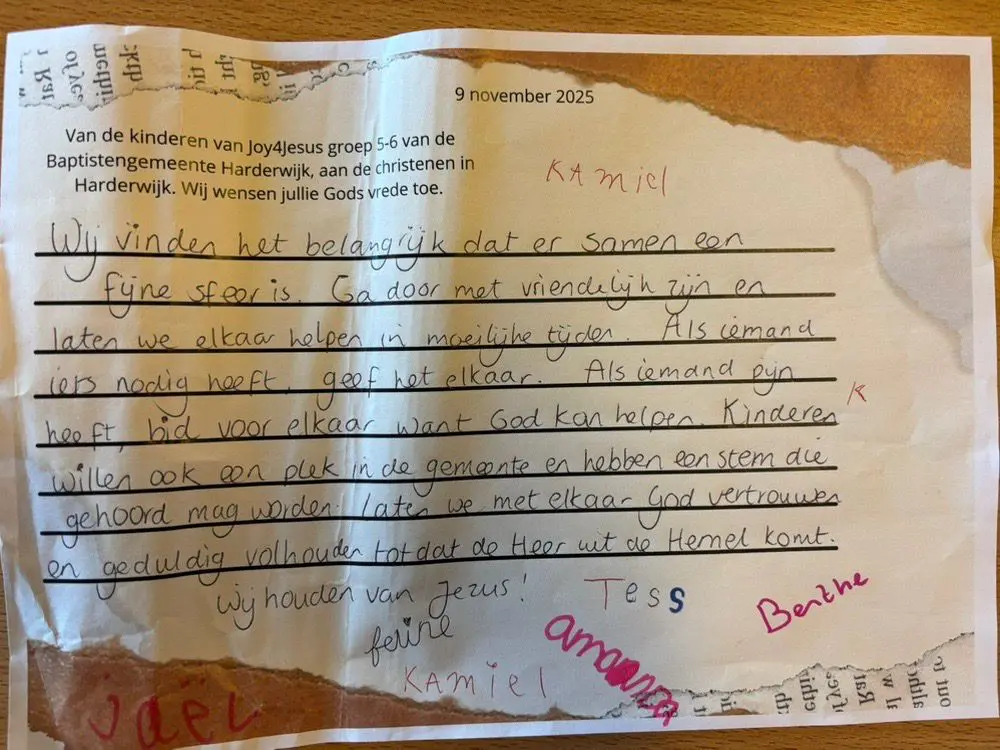 9 november 2025
Van de kinderen van Joy4Jesus groep 5-6 van de
Baptistengemeente Harderwijk, aan de christenen in
Harderwijk. Wij wensen jullie Gods vrede toe.
KAmiel
Wij vinden het belangrijk dat er samen een
fijne sfeer is. Ga door met vriendelijk zijn en
laten we elkaar helpen in moeilijke tijden. Als iemand
iets nodig heeft, geef het elkaar. Als iemand pijn
K
heeft, bid voor elkaar want God kan helpen. Kinderen
willen ook een plek in de gemeente en hebben een stem die
gehoord mag worden. Laten we met elkaar God vertrouwen
en geduldig volhouden totdat de Heer uit de Hemel komt.
Wij houden van Jezus!
Tess
Benthe
ferine
KAmiel
Jaël